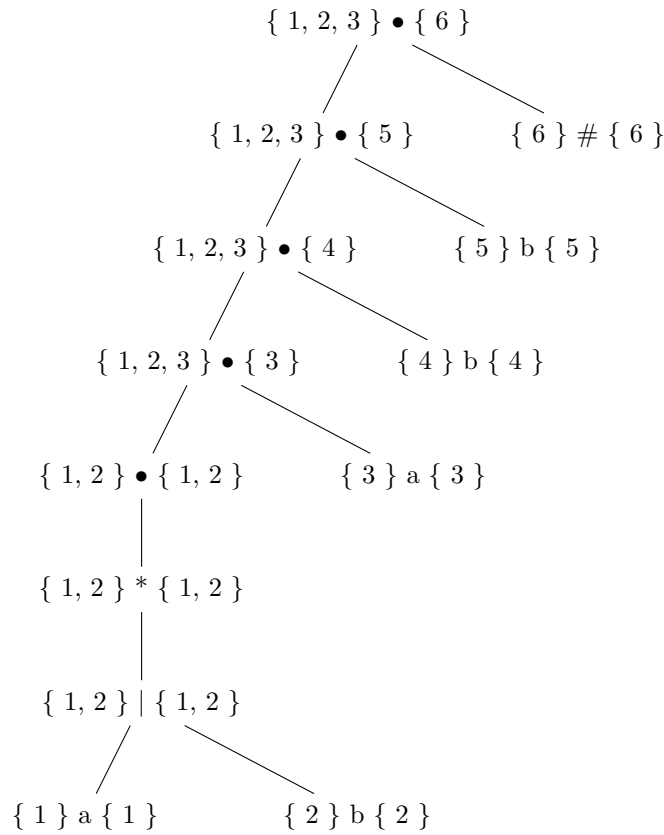 { 1, 2, 3 } • { 6 }
{ 1, 2, 3 } • { 5 } { 6 } # { 6 }
{ 1, 2, 3 } • { 4 } { 5 } b { 5 }
{ 1, 2, 3 } • { 3 } { 4 } b { 4 }
{ 1, 2 } • { 1, 2 } { 3 } a { 3 }
{ 1, 2 } * { 1, 2 }
{ 1, 2 } | { 1, 2 }
{ 1 } a { 1 } { 2 } b { 2 }